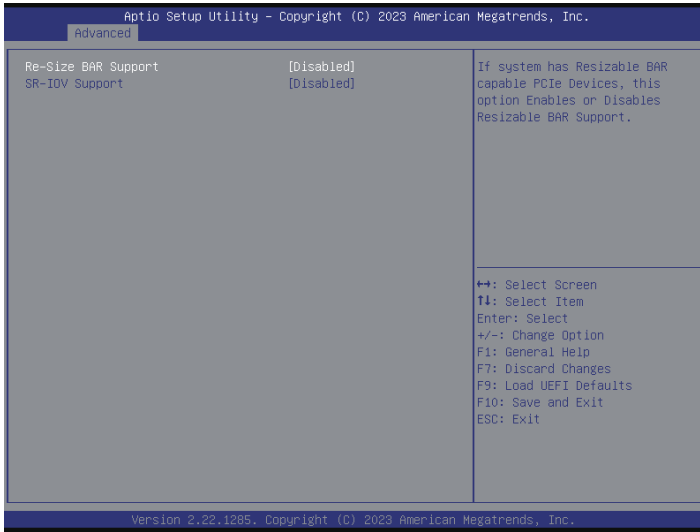 Aptio Setup Utility – Copyright (C) 2023 American Megatrends, Inc.
Advanced
Re-Size BAR Support [Disabled]
SR-IOV Support [Disabled]
If system has Resizable BAR
capable PCIe Devices, this
option Enables or Disables
Resizable BAR Support.
↔: Select Screen
↑↓: Select Item
Enter: Select
+/-: Change Option
F1: General Help
F7: Discard Changes
F9: Load UEFI Defaults
F10: Save and Exit
ESC: Exit
Version 2.22.1285. Copyright (C) 2023 American Megatrends, Inc.